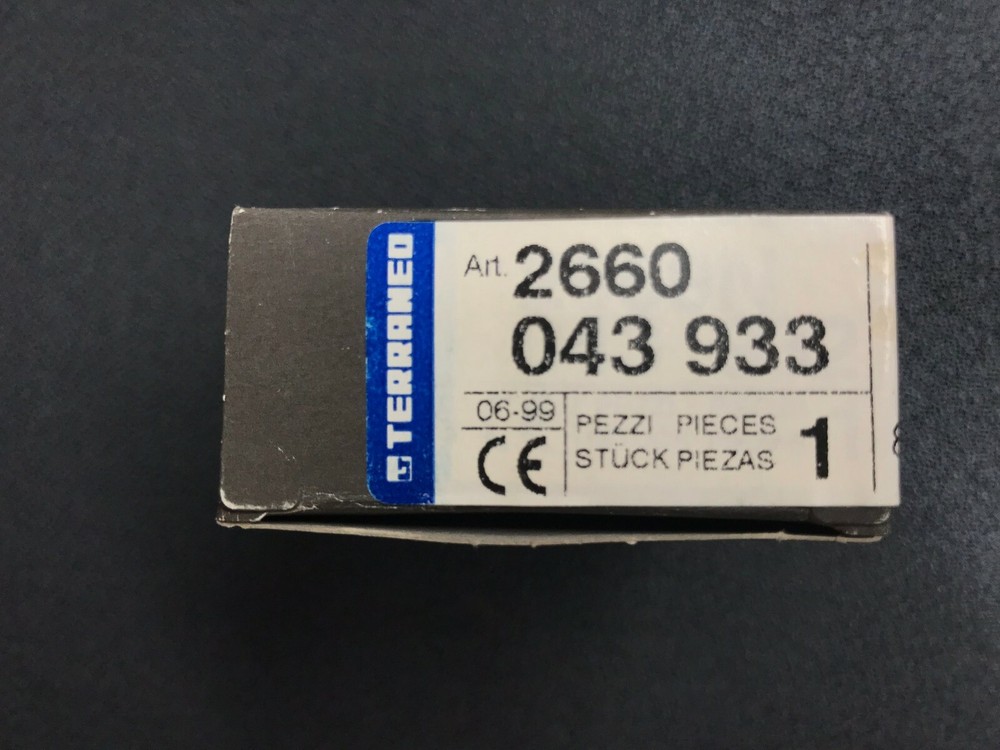 TERRANEO
Art. 2660
043 933
06-99
CE
PEZZI PIECES
STÜCK PIEZAS
1